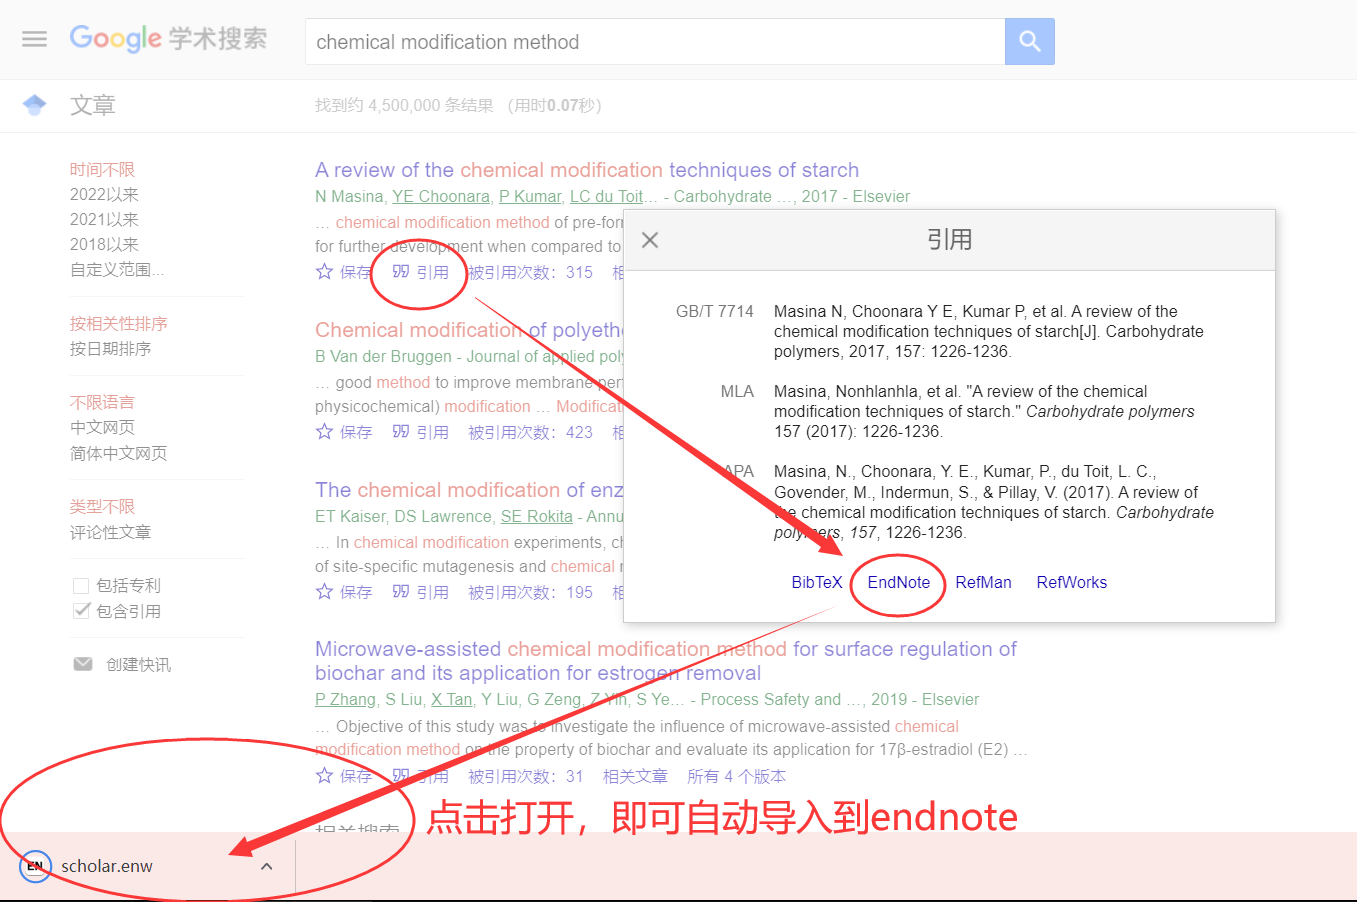 Google 学术搜索
chemical modification method
文章
找到约 4,500,000 条结果 （用时0.07秒）
时间不限
2022以来
2021以来
2018以来
自定义范围...
按相关性排序
按日期排序
不限语言
中文网页
简体中文网页
类型不限
评论性文章
包括专利
包含引用
创建快讯
A review of the chemical modification techniques of starch
N Masina, YE Choonara, P Kumar, LC du Toit… - Carbohydrate …, 2017 - Elsevier
… chemical modification method of pre-for
for further development when compared to
保存 引用 被引用次数：315 相
Chemical modification of polyethe
B Van der Bruggen - Journal of applied poly
… good method to improve membrane per
physicochemical) modification … Modificat
保存 引用 被引用次数：423 相
The chemical modification of enz
ET Kaiser, DS Lawrence, SE Rokita - Annu
… In chemical modification experiments, ch
of site-specific mutagenesis and chemical
保存 引用 被引用次数：195 相
Microwave-assisted chemical modification method for surface regulation of
biochar and its application for estrogen removal
P Zhang, S Liu, X Tan, Y Liu, G Zeng, Z Yin, S Ye… - Process Safety and …, 2019 - Elsevier
… Objective of this study was to investigate the influence of microwave-assisted chemical
modification method on the property of biochar and evaluate its application for 17β-estradiol (E2) …
保存 引用 被引用次数：31 相关文章 所有 4 个版本
相关搜索
引用
GB/T 7714
Masina N, Choonara Y E, Kumar P, et al. A review of the
chemical modification techniques of starch[J]. Carbohydrate
polymers, 2017, 157: 1226-1236.
MLA
Masina, Nonhlanhla, et al. "A review of the chemical
modification techniques of starch." Carbohydrate polymers
157 (2017): 1226-1236.
APA
Masina, N., Choonara, Y. E., Kumar, P., du Toit, L. C.,
Govender, M., Indermun, S., & Pillay, V. (2017). A review of
the chemical modification techniques of starch. Carbohydrate
polymers, 157, 1226-1236.
BibTeX EndNote RefMan RefWorks
点击打开，即可自动导入到endnote
EN scholar.enw